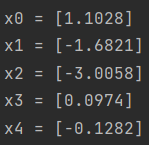 x0 = [1.1028]
x1 = [-1.6821]
x2 = [-3.0058]
x3 = [0.0974]
x4 = [-0.1282]